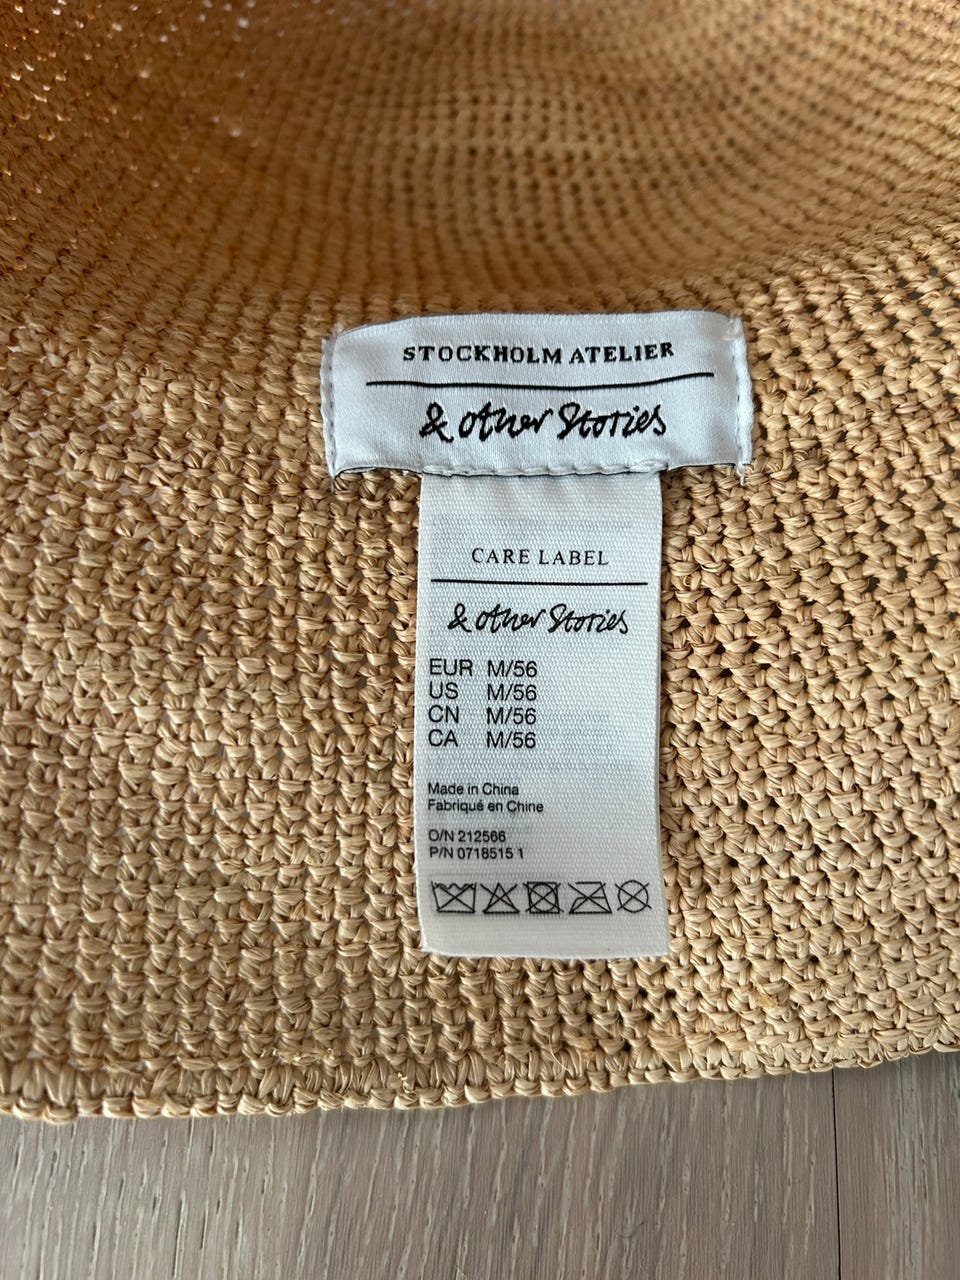 STOCKHOLM ATELIER
& other Stories
CARE LABEL
& other Stories
EUR M/56
US M/56
CN M/56
CA M/56
Made in China
Fabriqué en Chine
O/N 212566
P/N 0718515 1